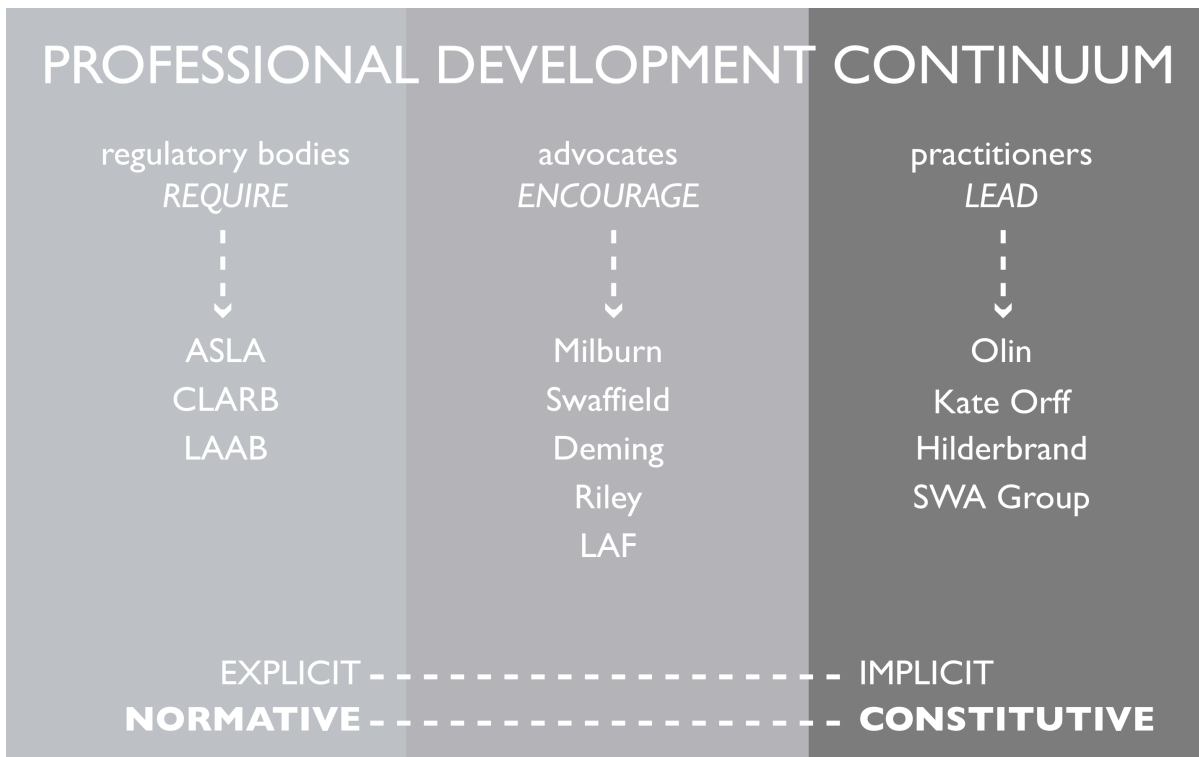 PROFESSIONAL DEVELOPMENT CONTINUUM
regulatory bodies
REQUIRE
ASLA
CLARB
LAAB
advocates
ENCOURAGE
Milburn
Swaffield
Deming
Riley
LAF
practitioners
LEAD
Olin
Kate Orff
Hilderbrand
SWA Group
EXPLICIT IMPLICIT
NORMATIVE CONSTITUTIVE